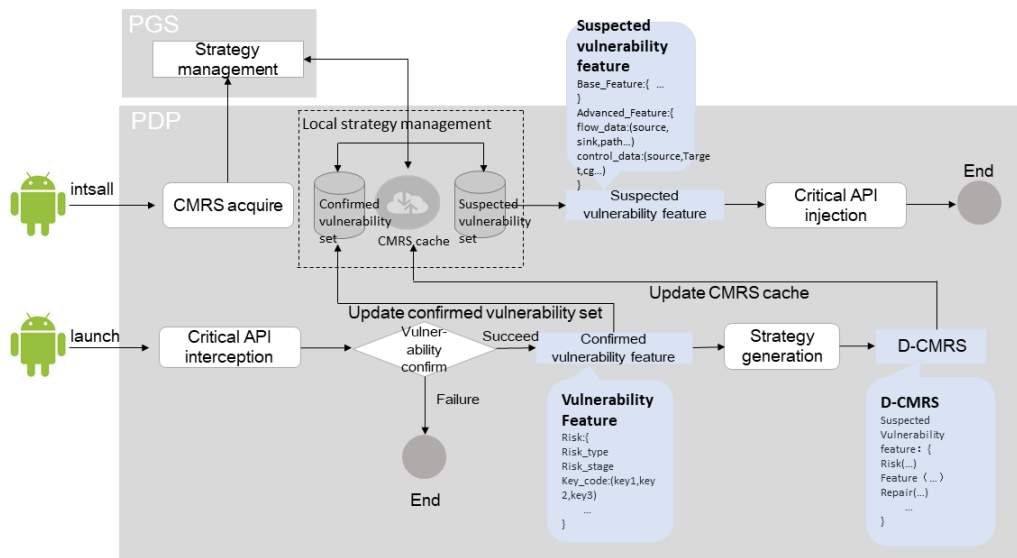 PGS
Strategy
management
Suspected
vulnerability
feature
Base_Feature:{ ...
}
Advanced_Feature:{
flow_data:(source,
sink,path...)
control_data:(source,Targe
t,cg...)
}
PDP
Local strategy management
intsall
CMRS acquire
Confirmed
vulnerability
set
CMRS cache
Suspected
vulnerability
set
Suspected
vulnerability feature
Critical API
injection
End
Update CMRS cache
Update confirmed vulnerability set
launch
Critical API
interception
Vulner-
ability
confirm
Succeed
Confirmed
vulnerability feature
Strategy
generation
D-CMRS
Failure
End
Vulnerability
Feature
Risk:{
Risk_type
Risk_stage
Key_code:(key1,key
2,key3)
...
}
D-CMRS
Suspected
Vulnerability
feature: {
Risk(...)
Feature (...)
Repair(...)
...
}